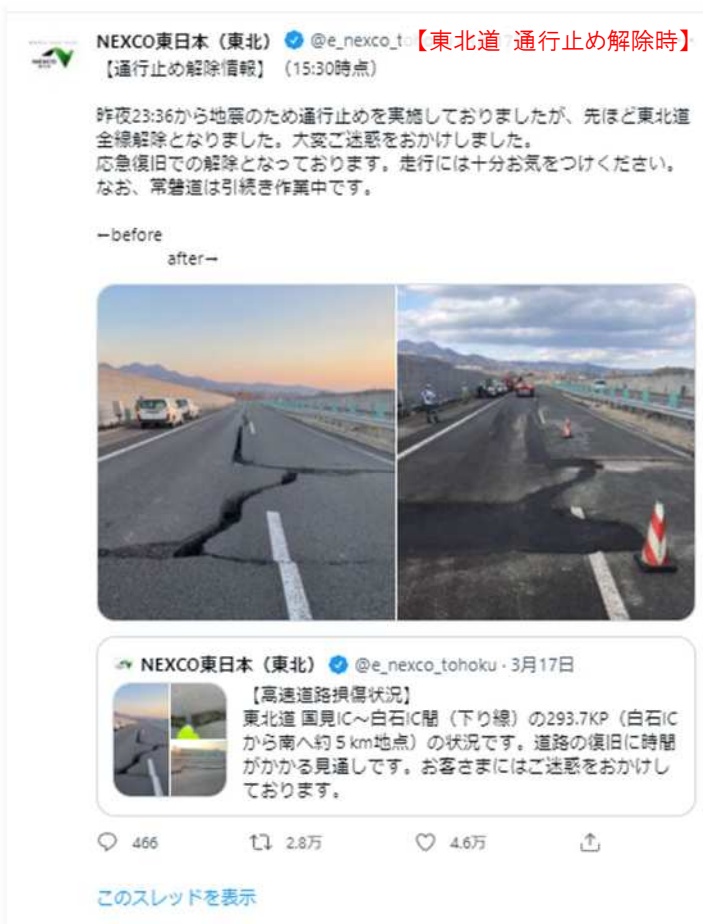 NEXCO東日本（東北） @e_nexco_t 【東北道 通行止め解除時】
【通行止め解除情報】（15:30時点）
昨夜23:36から地震のため通行止めを実施しておりましたが、先ほど東北道
全線解除となりました。大変ご迷惑をおかけしました。
応急復旧での解除となっております。走行には十分お気をつけください。
なお、常磐道は引続き作業中です。
←before
after→
NEXCO東日本（東北） @e_nexco_tohoku · 3月17日
【高速道路損傷状況】
東北道 国見IC～白石IC間（下り線）の293.7KP（白石IC
から南へ約５km地点）の状況です。道路の復旧に時間
がかかる見通しです。お客さまにはご迷惑をおかけし
ております。
466 2.8万 4.6万
このスレッドを表示